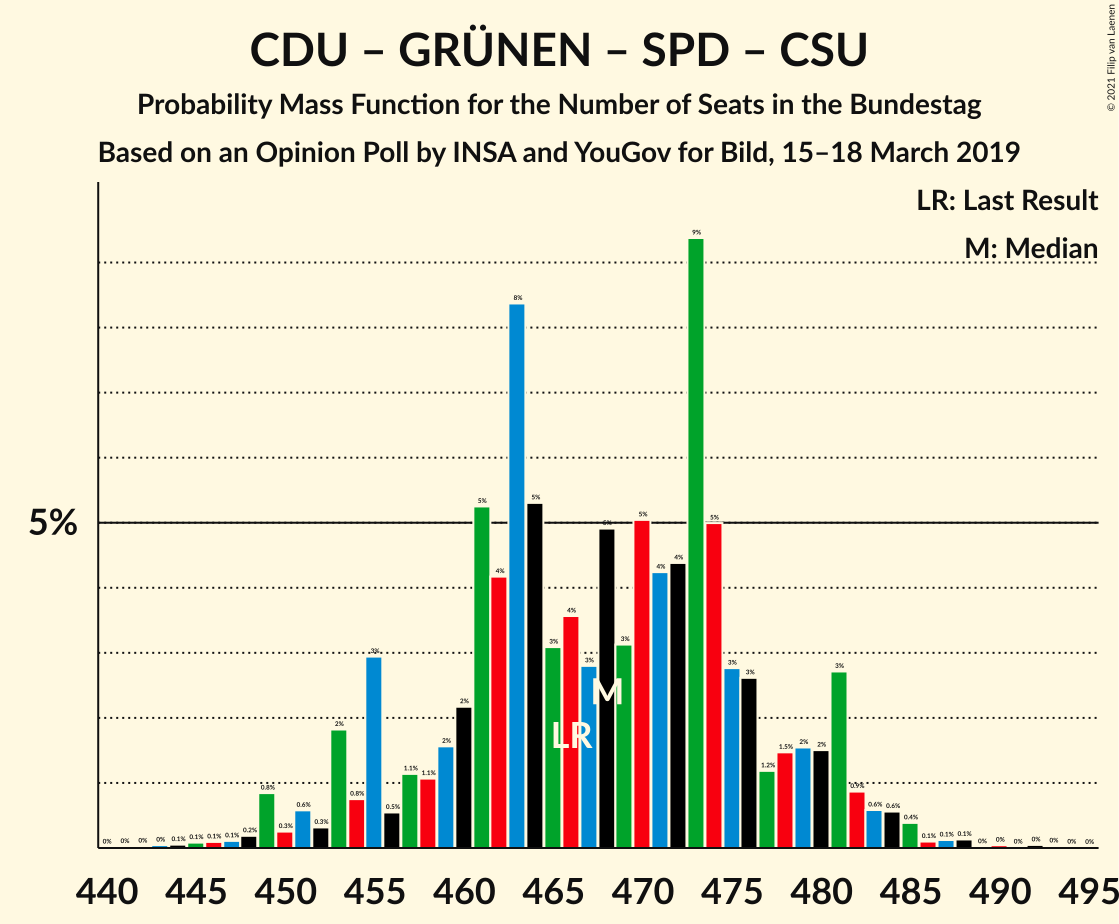 CDU – GRÜNEN – SPD – CSU
Probability Mass Function for the Number of Seats in the Bundestag
Based on an Opinion Poll by INSA and YouGov for Bild, 15–18 March 2019
© 2021 Filip van Laenen
LR: Last Result
M: Median
5%
0% 0% 0% 0% 0.1% 0.1% 0.1% 0.1% 0.2% 0.8% 0.3% 0.6% 0.3% 2% 0.8% 3% 0.5% 1.1% 1.1% 2% 2% 5% 4% 8% 5% 3% 4% 3% 5% 3% 5% 4% 4% 9% 5% 3% 3% 1.2% 1.5% 2% 2% 3% 0.9% 0.6% 0.6% 0.4% 0.1% 0.1% 0.1% 0% 0% 0% 0% 0% 0% 0%
M
LR
440 445 450 455 460 465 470 475 480 485 490 495